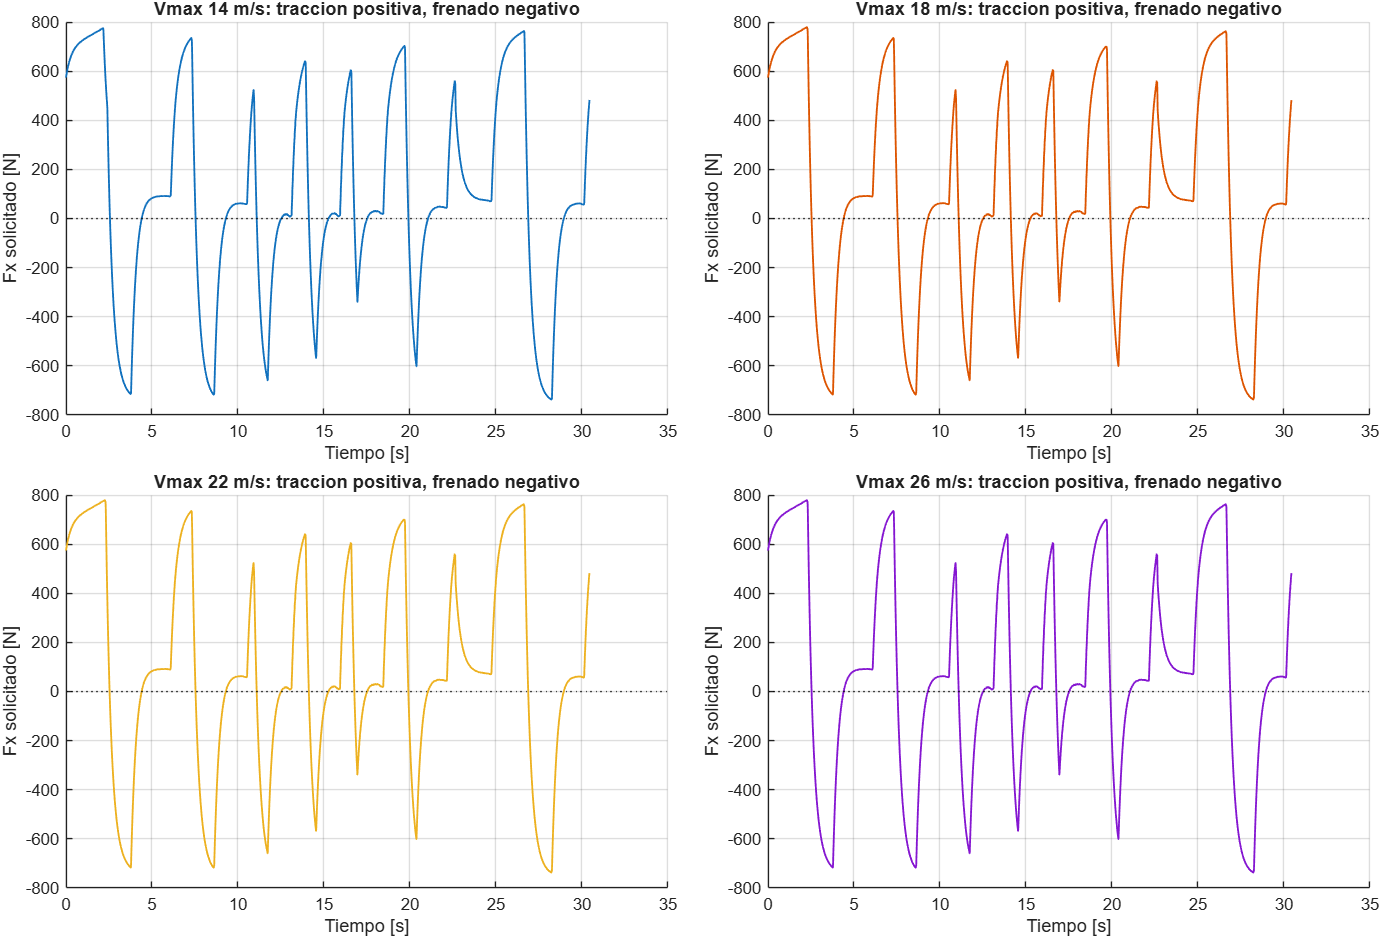 Vmax 14 m/s: traccion positiva, frenado negativo
800
600
400
200
0
-200
-400
-600
-800
Fx solicitado [N]
0 5 10 15 20 25 30 35
Tiempo [s]
Vmax 18 m/s: traccion positiva, frenado negativo
800
600
400
200
0
-200
-400
-600
-800
Fx solicitado [N]
0 5 10 15 20 25 30 35
Tiempo [s]
Vmax 22 m/s: traccion positiva, frenado negativo
800
600
400
200
0
-200
-400
-600
-800
Fx solicitado [N]
0 5 10 15 20 25 30 35
Tiempo [s]
Vmax 26 m/s: traccion positiva, frenado negativo
800
600
400
200
0
-200
-400
-600
-800
Fx solicitado [N]
0 5 10 15 20 25 30 35
Tiempo [s]